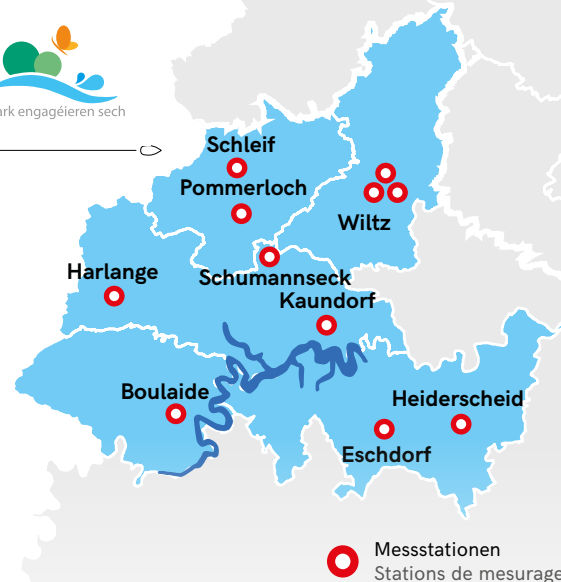 ark engagéieren sech
Schleif
Pommerloch
Wiltz
Schumannseck
Harlange
Kaundorf
Boulaide
Heiderscheid
Eschdorf
Messstationen
Stations de mesurage